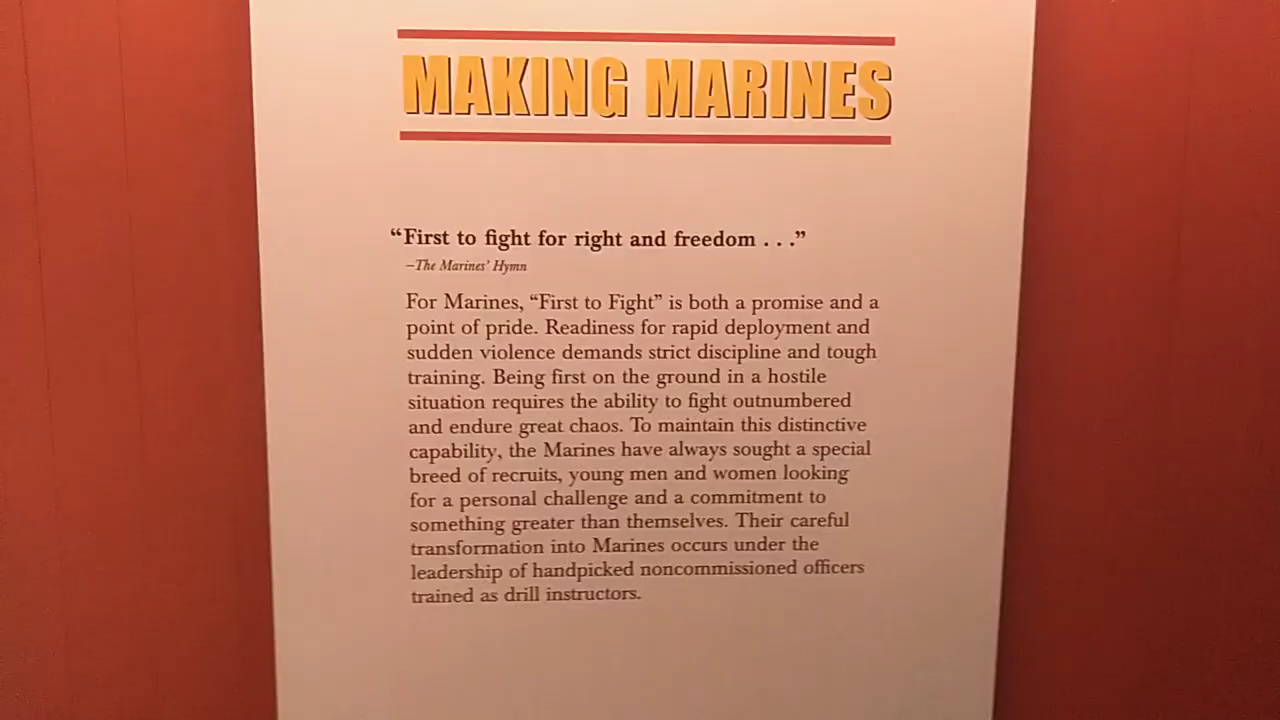 MAKING MARINES
“First to fight for right and freedom . . .”
–The Marines’ Hymn
For Marines, “First to Fight” is both a promise and a
point of pride. Readiness for rapid deployment and
sudden violence demands strict discipline and tough
training. Being first on the ground in a hostile
situation requires the ability to fight outnumbered
and endure great chaos. To maintain this distinctive
capability, the Marines have always sought a special
breed of recruits, young men and women looking
for a personal challenge and a commitment to
something greater than themselves. Their careful
transformation into Marines occurs under the
leadership of handpicked noncommissioned officers
trained as drill instructors.